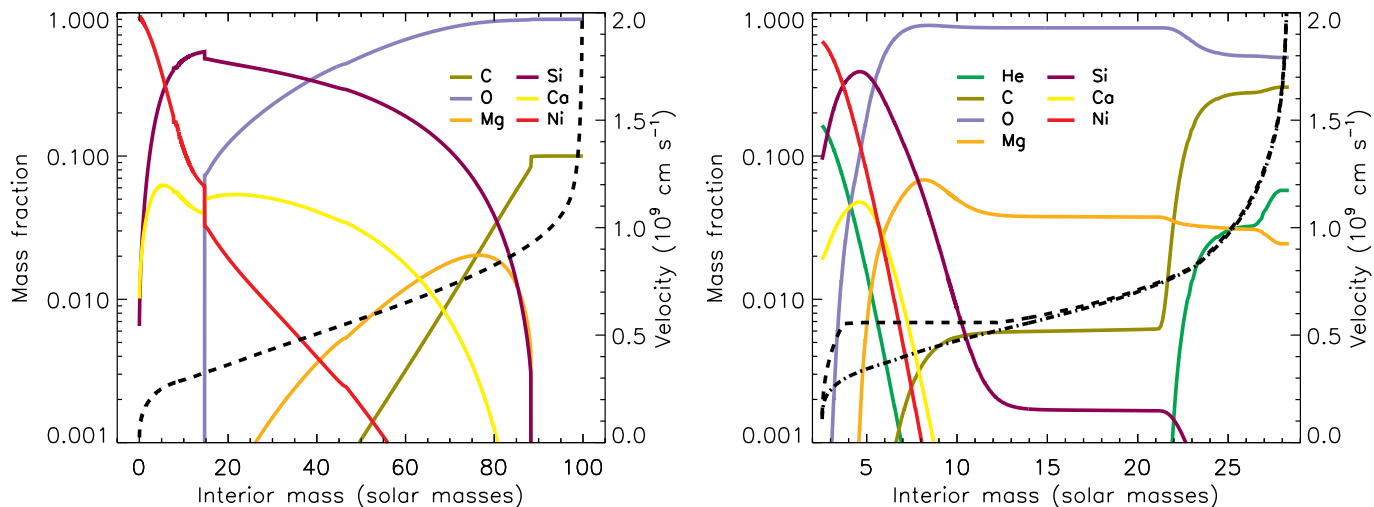 1.000
0.100
0.010
0.001
Mass fraction
C
O
Mg
Si
Ca
Ni
2.0
1.5
1.0
0.5
0.0
Velocity (10⁹ cm s⁻¹)
0 20 40 60 80 100
Interior mass (solar masses)
1.000
0.100
0.010
0.001
Mass fraction
He
C
O
Mg
Si
Ca
Ni
2.0
1.5
1.0
0.5
0.0
Velocity (10⁹ cm s⁻¹)
5 10 15 20 25
Interior mass (solar masses)